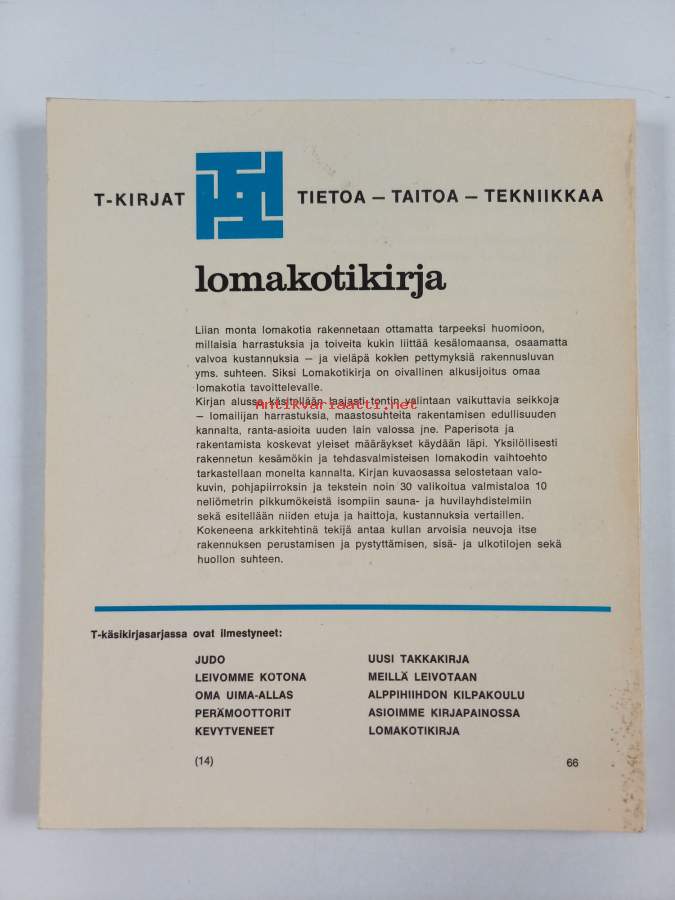 T-KIRJAT
TIETOA — TAITOA — TEKNIIKKAA
lomakotikirja
Liian monta lomakotia rakennetaan ottamatta tarpeeksi huomioon,
millaisia harrastuksia ja toiveita kukin liittää kesälomaansa, osaamatta
valvoa kustannuksia — ja vieläpä kokien pettymyksiä rakennusluvan
yms. suhteen. Siksi Lomakotikirja on oivallinen alkusijoitus omaa
lomakotia tavoittelevalle.
Kirjan alussa käsitellään laajasti tontin valintaan vaikuttavia seikkoja
Antikvariaatti.net
— lomailijan harrastuksia, maastosuhteita rakentamisen edullisuuden
kannalta, ranta-asioita uuden lain valossa jne. Paperisota ja
rakentamista koskevat yleiset määräykset käydään läpi. Yksilöllisesti
rakennetun kesämökin ja tehdasvalmisteisen lomakodin vaihtoehto
tarkastellaan monelta kannalta. Kirjan kuvaosassa selostetaan valo-
kuvin, pohjapiirroksin ja tekstein noin 30 valikoitua valmistaloa 10
neliömetrin pikkumökeistä isompiin sauna- ja huvilayhdistelmiin
sekä esitellään niiden etuja ja haittoja, kustannuksia vertaillen.
Kokeneena arkkitehtinä tekijä antaa kullan arvoisia neuvoja itse
rakennuksen perustamisen ja pystyttämisen, sisä- ja ulkotilojen sekä
huollon suhteen.
T-käsikirjasarjassa ovat ilmestyneet:
JUDO
LEIVOMME KOTONA
OMA UIMA-ALLAS
PERÄMOOTTORIT
KEVYTVENEET
UUSI TAKKAKIRJA
MEILLÄ LEIVOTAAN
ALPPIHIIHDON KILPAKOULU
ASIOIMME KIRJAPAINOSSA
LOMAKOTIKIRJA
(14)
66